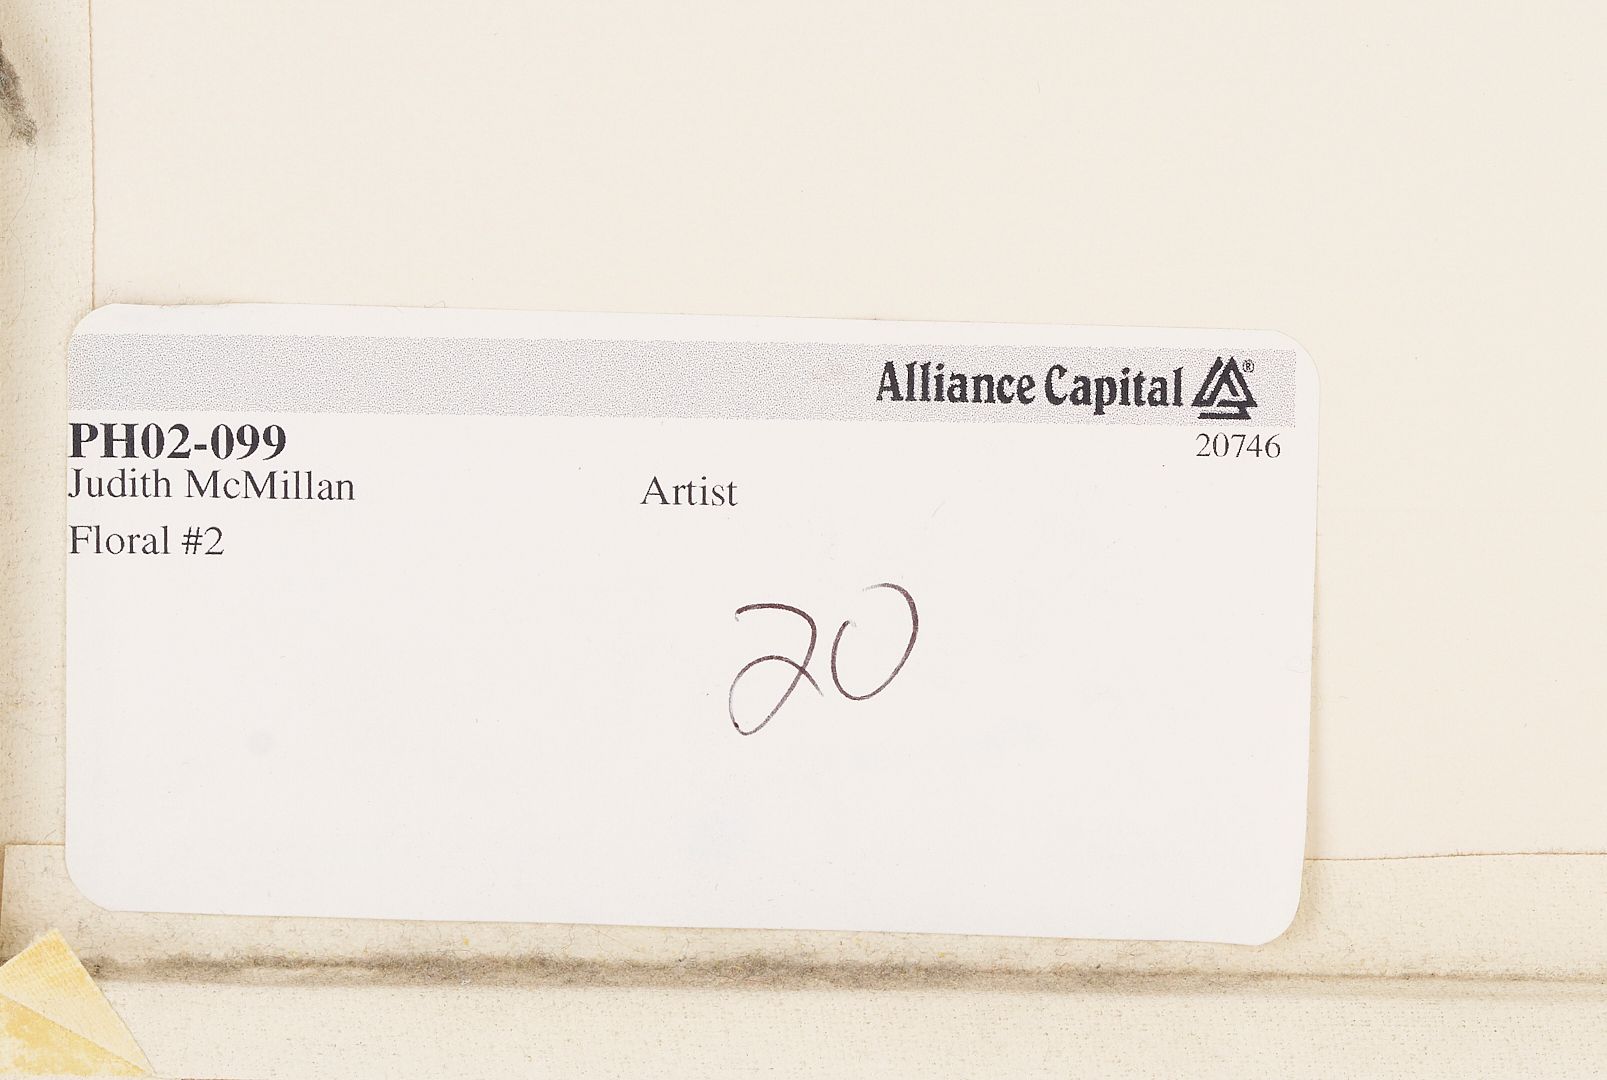 Alliance Capital ®
PH02-099 20746
Judith McMillan Artist
Floral #2
20